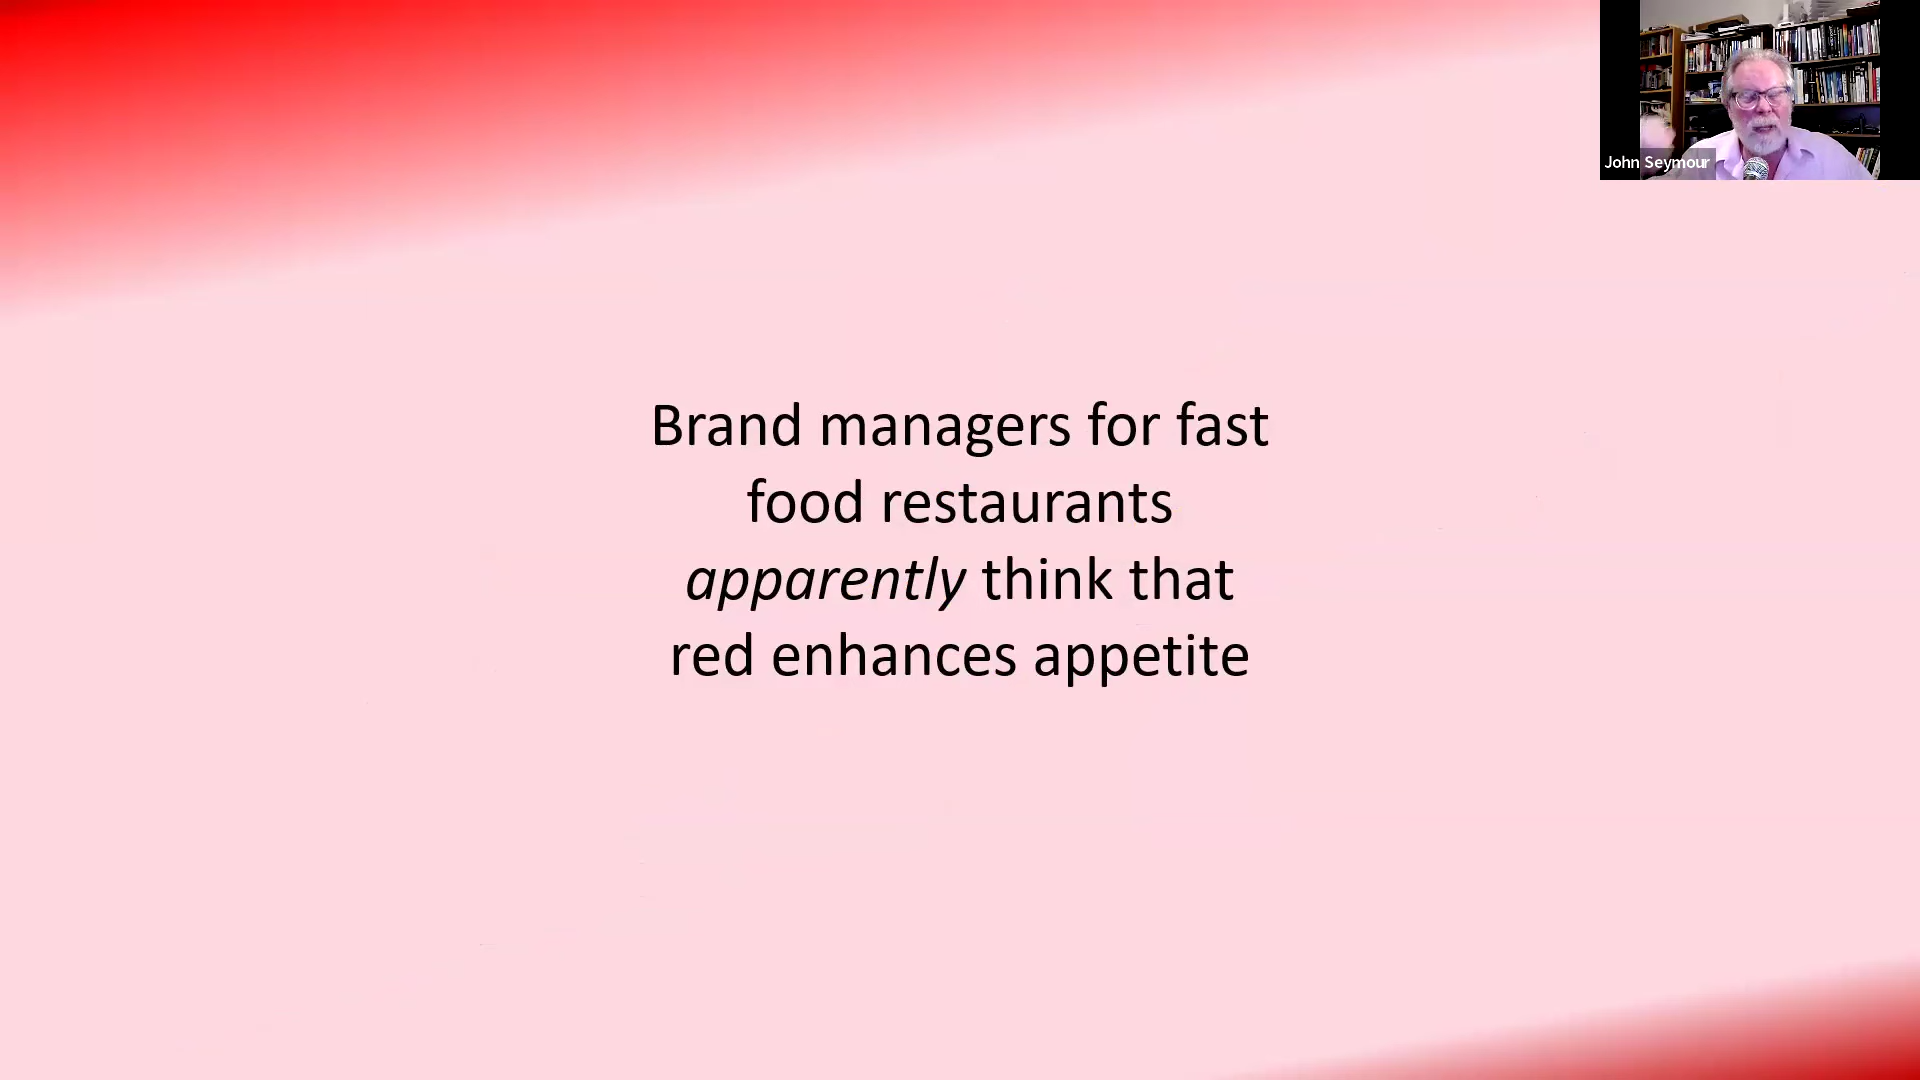 John Seymour
Brand managers for fast
food restaurants
apparently think that
red enhances appetite